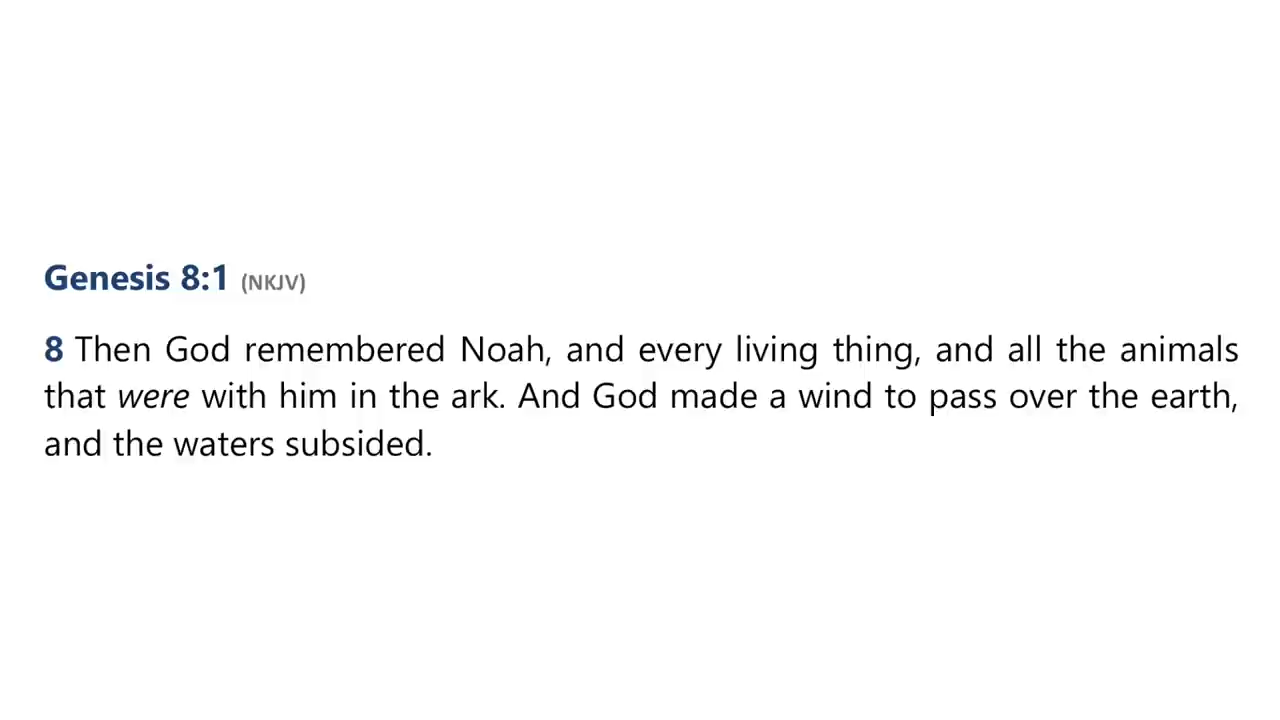 Genesis 8:1 (NKJV)
8 Then God remembered Noah, and every living thing, and all the animals
that were with him in the ark. And God made a wind to pass over the earth,
and the waters subsided.